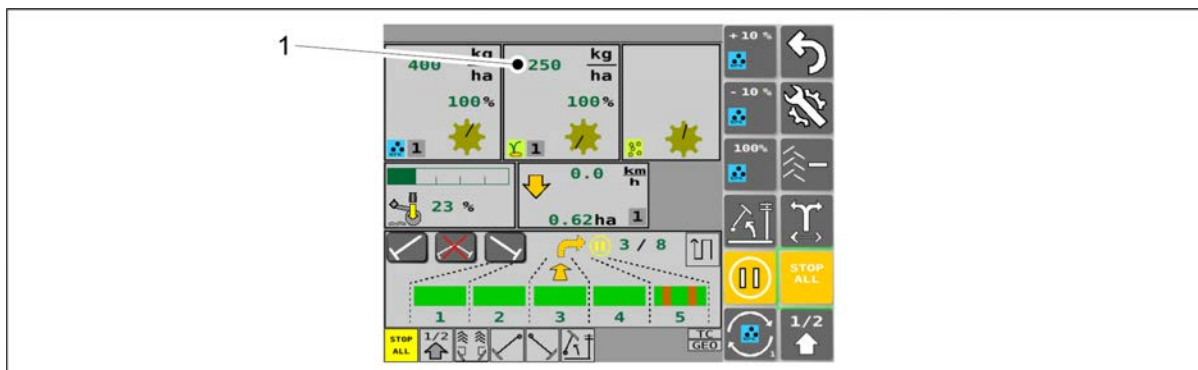 1
+ 10 %
400 kg
ha
250 kg
ha
100%
100%
- 10 %
1
1
100%
0.0 km
h
23 %
0.62ha 1
3 / 8
STOP
ALL
1 2 3 4 5
STOP
ALL
1/2
TC
GEO
1
1/2